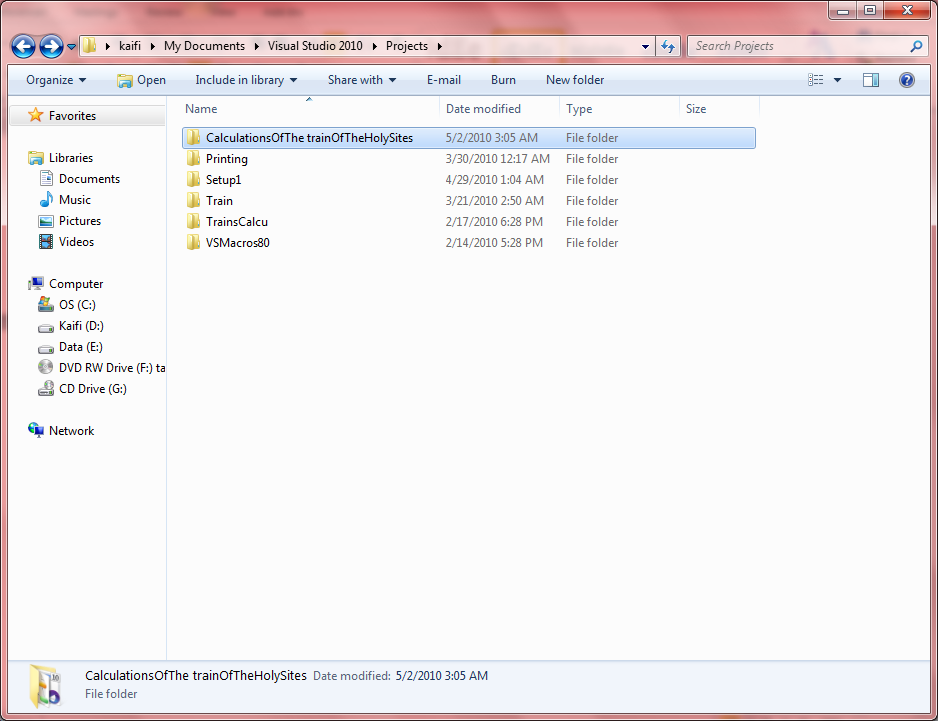 kaifi My Documents Visual Studio 2010 Projects
Search Projects
Organize Open Include in library Share with E-mail Burn New folder
Name Date modified Type Size
Favorites
Libraries
Documents
Music
Pictures
Videos
Computer
OS (C:)
Kaifi (D:)
Data (E:)
DVD RW Drive (F:) ta
CD Drive (G:)
Network
CalculationsOfThe trainOfTheHolySites 5/2/2010 3:05 AM File folder
Printing 3/30/2010 12:17 AM File folder
Setup1 4/29/2010 1:04 AM File folder
Train 3/21/2010 2:50 AM File folder
TrainsCalcu 2/17/2010 6:28 PM File folder
VSMacros80 2/14/2010 5:28 PM File folder
CalculationsOfThe trainOfTheHolySites Date modified: 5/2/2010 3:05 AM
File folder